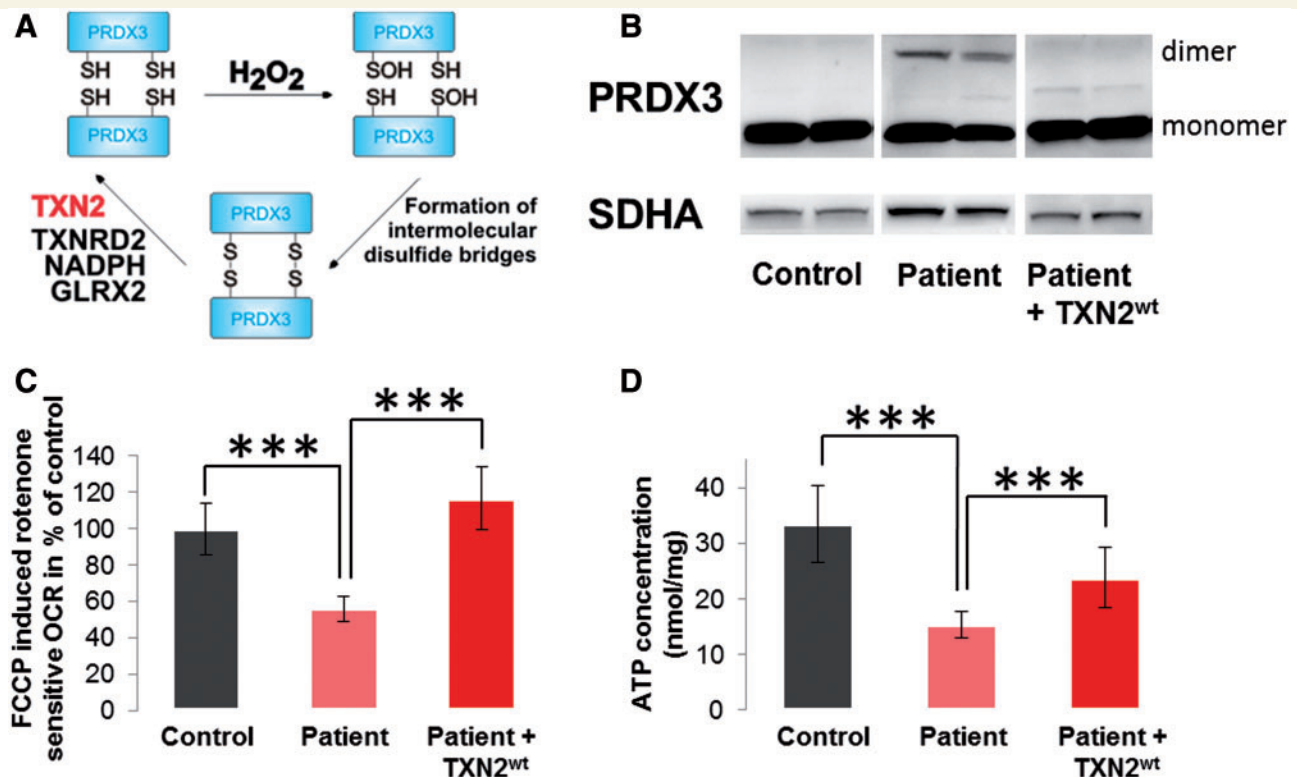 A
PRDX3
SH SH
SH SH
PRDX3
H₂O₂
PRDX3
SOH SH
SH SOH
PRDX3
TXN2
TXNRD2
NADPH
GLRX2
PRDX3
S S
S S
PRDX3
Formation of
intermolecular
disulfide bridges
B
PRDX3
dimer
monomer
SDHA
Control
Patient
Patient
+ TXN2ʷᵗ
C
FCCP induced rotenone
sensitive OCR in % of control
140
120
100
80
60
40
20
0
***
***
Control
Patient
Patient +
TXN2ʷᵗ
D
ATP concentration
(nmol/mg)
40
30
20
10
0
***
***
Control
Patient
Patient +
TXN2ʷᵗ